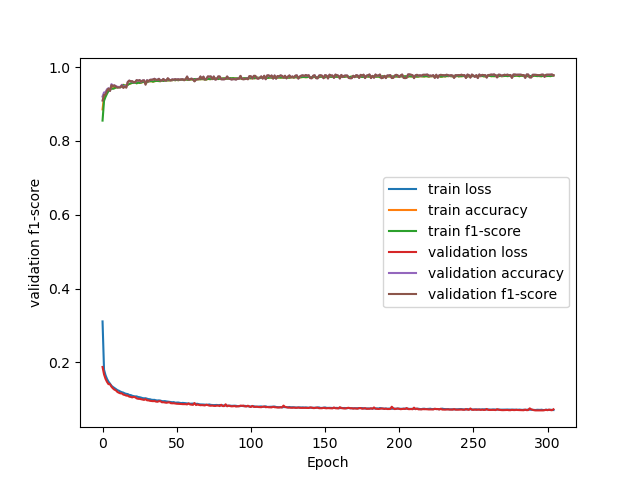 1.0
0.8
0.6
0.4
0.2
validation f1-score
train loss
train accuracy
train f1-score
validation loss
validation accuracy
validation f1-score
0 50 100 150 200 250 300
Epoch